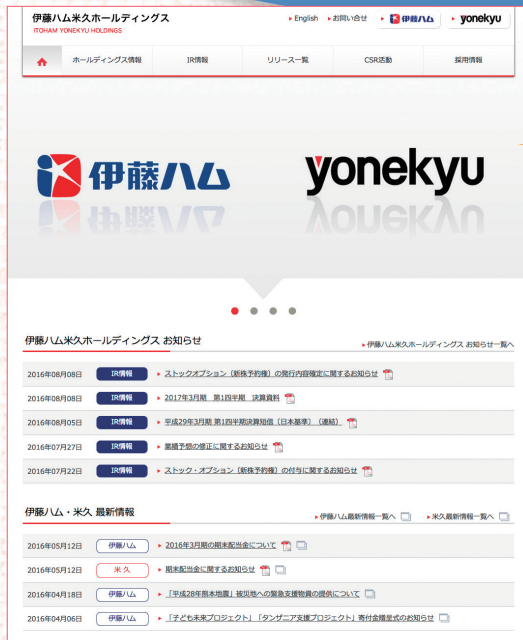 伊藤ハム米久ホールディングス
ITOHAM YONEKYU HOLDINGS
English お問い合せ 伊藤ハム yonekyu
ホールディングス情報 IR情報 リリース一覧 CSR活動 採用情報
伊藤ハム yonekyu
伊藤ハム米久ホールディングス お知らせ
伊藤ハム米久ホールディングス お知らせ一覧へ
2016年08月08日 IR情報 ストックオプション（新株予約権）の発行内容確定に関するお知らせ
2016年08月08日 IR情報 2017年3月期 第1四半期 決算資料
2016年08月05日 IR情報 平成29年3月期 第1四半期決算短信〔日本基準〕（連結）
2016年07月27日 IR情報 業績予想の修正に関するお知らせ
2016年07月22日 IR情報 ストック・オプション（新株予約権）の付与に関するお知らせ
伊藤ハム・米久 最新情報
伊藤ハム最新情報一覧へ 米久最新情報一覧へ
2016年05月12日 伊藤ハム 2016年3月期の期末配当金について
2016年05月12日 米久 期末配当金に関するお知らせ
2016年04月18日 伊藤ハム 「平成28年熊本地震」被災地への緊急支援物資の提供について
2016年04月06日 伊藤ハム 「子ども未来プロジェクト」「タンザニア支援プロジェクト」寄付金贈呈式のお知らせ